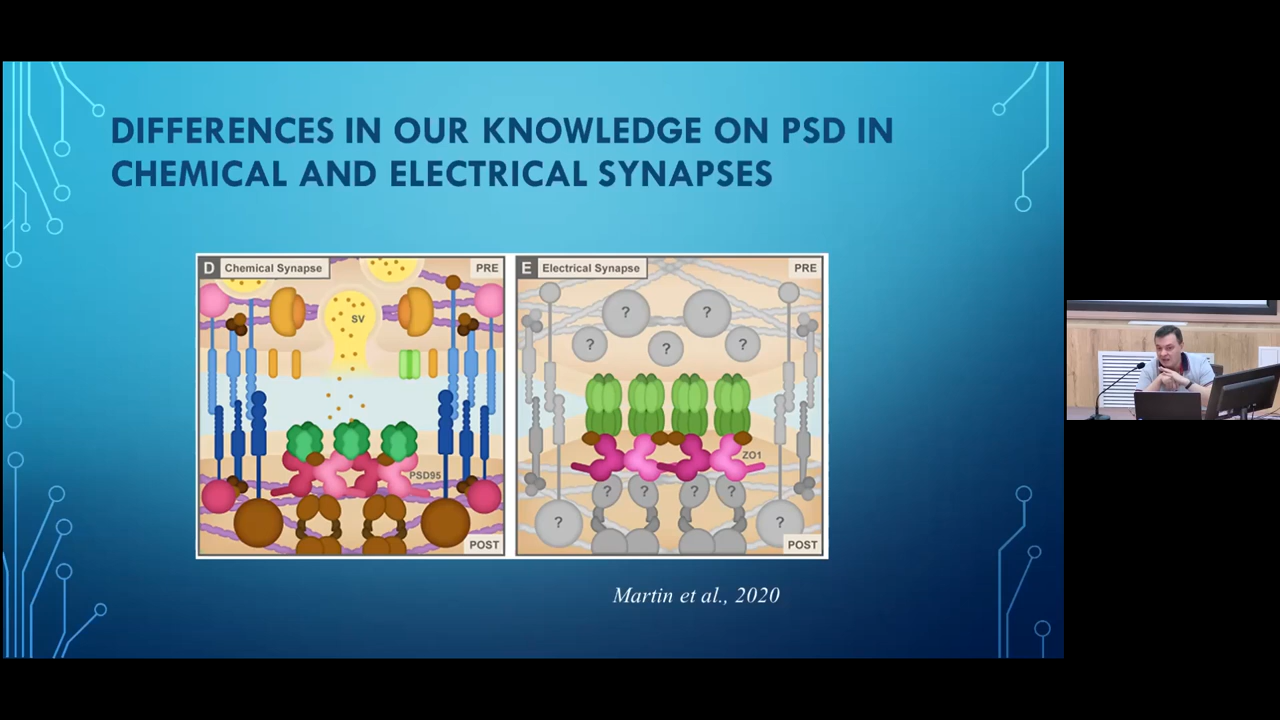 DIFFERENCES IN OUR KNOWLEDGE ON PSD IN
CHEMICAL AND ELECTRICAL SYNAPSES
D Chemical Synapse PRE
SV
PSD95
POST
E Electrical Synapse PRE
? ?
? ? ?
ZO1
? ? ? ?
? ?
POST
Martin et al., 2020